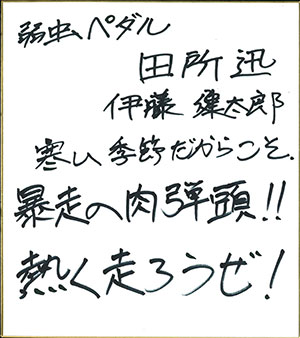 弱虫ペダル
田所迅
伊藤健太郎
寒い季節だからこそ.
暴走の肉弾頭!!
熱く走ろうぜ!